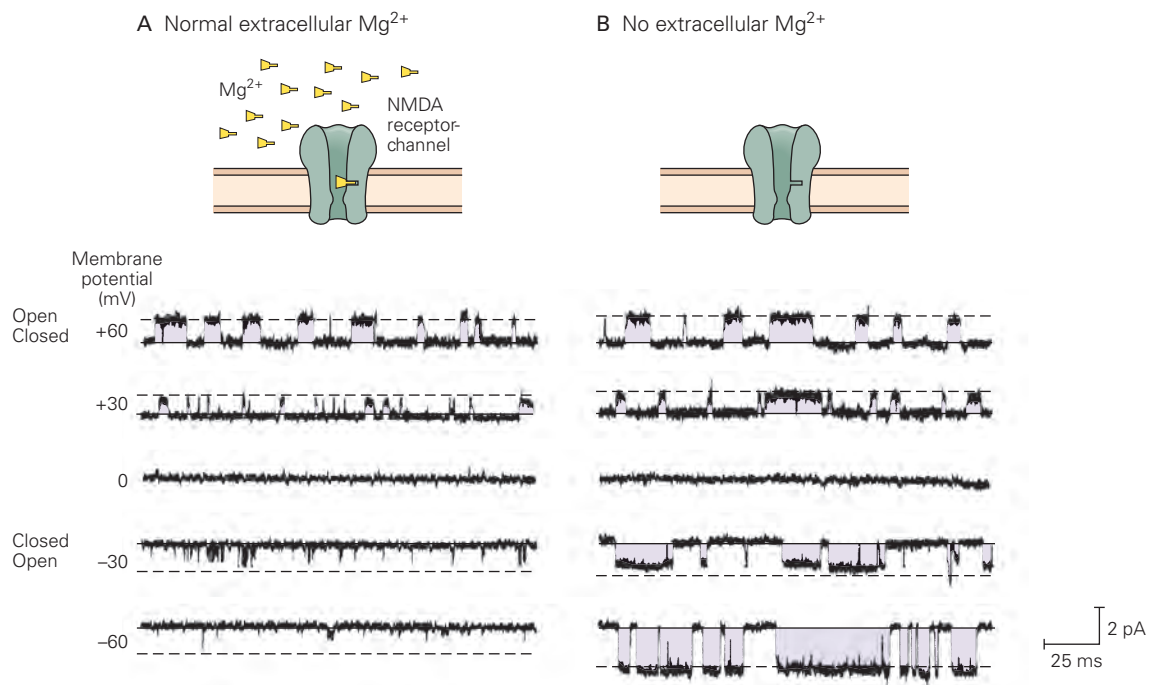 A Normal extracellular Mg²⁺
B No extracellular Mg²⁺
Mg²⁺
NMDA
receptor-
channel
Membrane
potential
(mV)
Open
Closed
+60
+30
0
Closed
Open
–30
–60
2 pA
25 ms